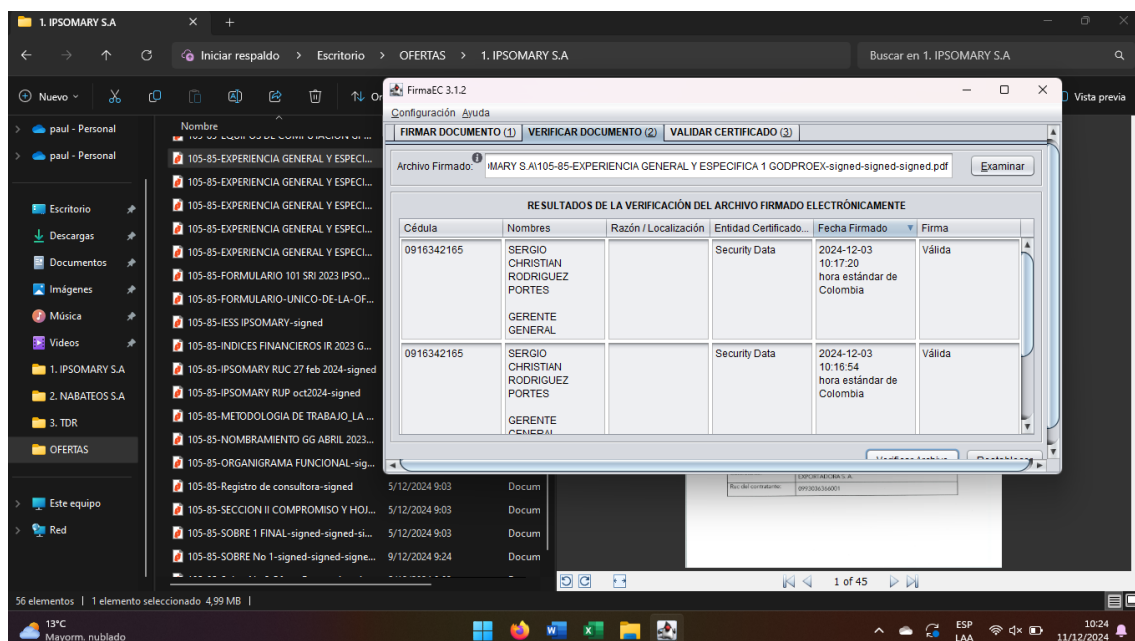 1. IPSOMARY S.A
Iniciar respaldo > Escritorio > OFERTAS > 1. IPSOMARY S.A
Buscar en 1. IPSOMARY S.A
Nuevo
Or
Vista previa
paul - Personal
paul - Personal
Escritorio
Descargas
Documentos
Imágenes
Música
Videos
1. IPSOMARY S.A
2. NABATEOS S.A
3. TDR
OFERTAS
Este equipo
Red
Nombre
105-85-EXPERIENCIA GENERAL Y ESPECI...
105-85-EXPERIENCIA GENERAL Y ESPECI...
105-85-EXPERIENCIA GENERAL Y ESPECI...
105-85-EXPERIENCIA GENERAL Y ESPECI...
105-85-EXPERIENCIA GENERAL Y ESPECI...
105-85-FORMULARIO 101 SRI 2023 IPSO...
105-85-FORMULARIO-UNICO-DE-LA-OF...
105-85-IESS IPSOMARY-signed
105-85-INDICES FINANCIEROS IR 2023 G...
105-85-IPSOMARY RUC 27 feb 2024-signed
105-85-IPSOMARY RUP oct2024-signed
105-85-METODOLOGIA DE TRABAJO_LA ...
105-85-NOMBRAMIENTO GG ABRIL 2023...
105-85-ORGANIGRAMA FUNCIONAL-sig...
105-85-Registro de consultora-signed 5/12/2024 9:03 Docum
105-85-SECCION II COMPROMISO Y HOJ... 5/12/2024 9:03 Docum
105-85-SOBRE 1 FINAL-signed-signed-si... 5/12/2024 9:03 Docum
105-85-SOBRE No 1-signed-signed-signe... 9/12/2024 9:24 Docum
FirmaEC 3.1.2
Configuración Ayuda
FIRMAR DOCUMENTO (1) VERIFICAR DOCUMENTO (2) VALIDAR CERTIFICADO (3)
Archivo Firmado: MARY S.A\105-85-EXPERIENCIA GENERAL Y ESPECIFICA 1 GODPROEX-signed-signed-signed.pdf Examinar
RESULTADOS DE LA VERIFICACIÓN DEL ARCHIVO FIRMADO ELECTRÓNICAMENTE
Cédula Nombres Razón / Localización Entidad Certificado... Fecha Firmado Firma
0916342165 SERGIO Security Data 2024-12-03 Válida
CHRISTIAN 10:17:20
RODRIGUEZ hora estándar de
PORTES Colombia
GERENTE
GENERAL
0916342165 SERGIO Security Data 2024-12-03 Válida
CHRISTIAN 10:16:54
RODRIGUEZ hora estándar de
PORTES Colombia
GERENTE
GENERAL
Verificar Archivo Restablecer
EXPORTADORA S. A.
Ruc del contratante: 0993036366001
1 of 45
56 elementos | 1 elemento seleccionado 4,99 MB |
13°C
Mayorm. nublado
ESP
LAA
10:24
11/12/2024